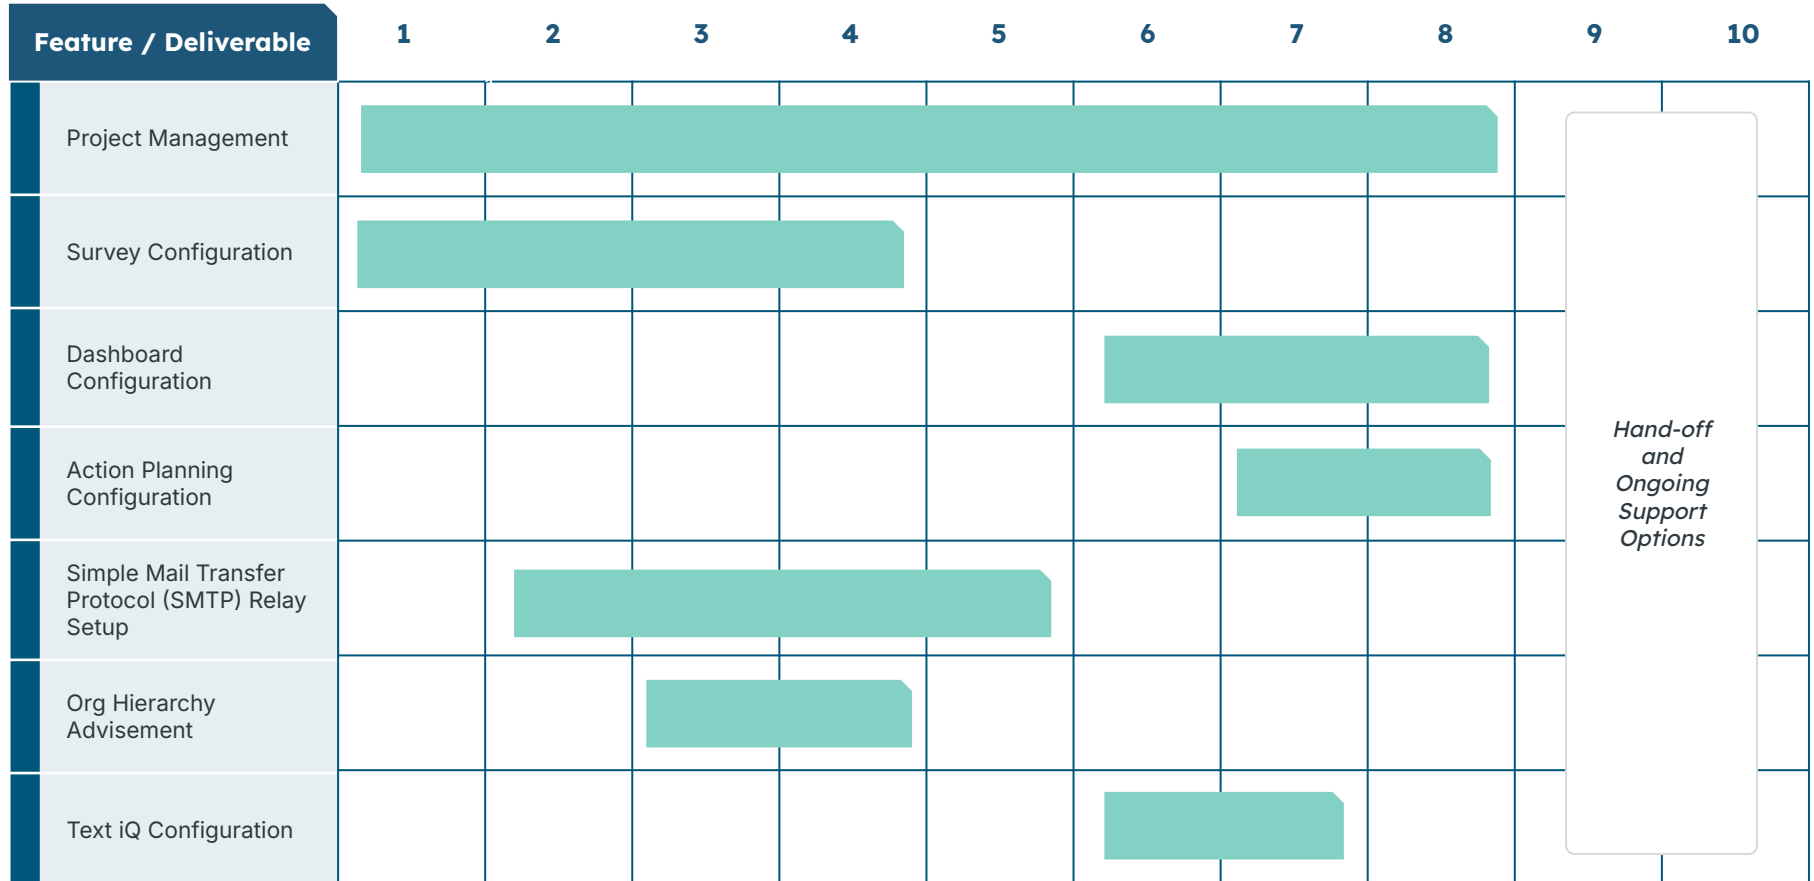 Feature / Deliverable 1 2 3 4 5 6 7 8 9 10
Project Management
Survey Configuration
Dashboard
Configuration
Action Planning
Configuration
Simple Mail Transfer
Protocol (SMTP) Relay
Setup
Org Hierarchy
Advisement
Text iQ Configuration
Hand-off
and
Ongoing
Support
Options